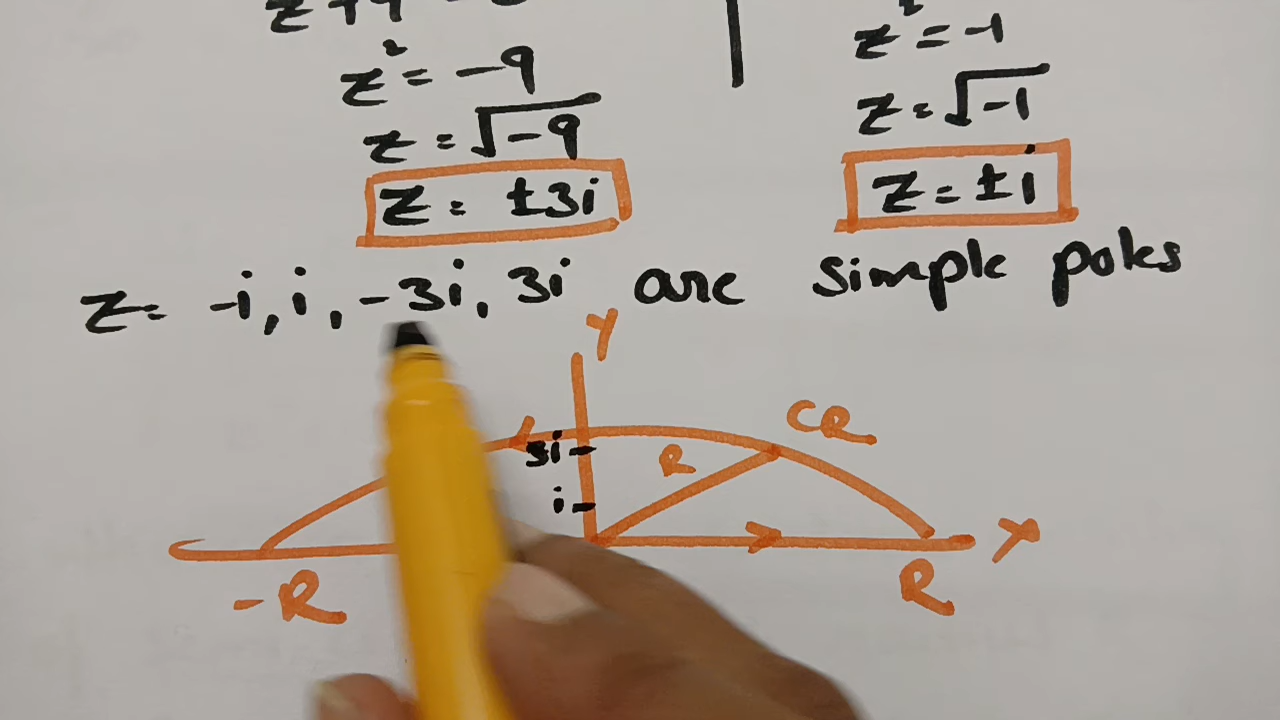 z² = -9
z² = -1
z = √-9
z = √-1
z = ±3i
z = ±i
z = -i, i, -3i, 3i are simple poles
Y
CR
3i
R
i
X
-R
R